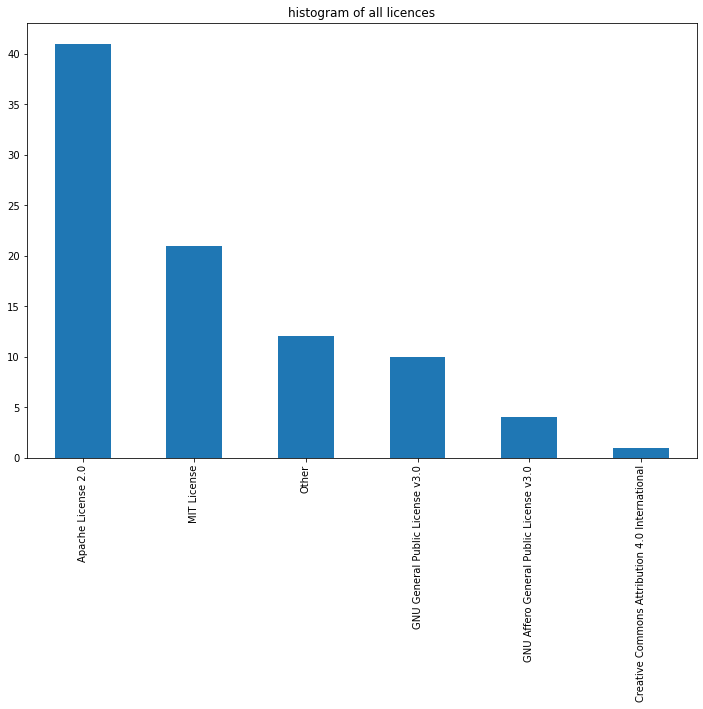 histogram of all licences
40
35
30
25
20
15
10
5
0
Apache License 2.0
MIT License
Other
GNU General Public License v3.0
GNU Affero General Public License v3.0
Creative Commons Attribution 4.0 International